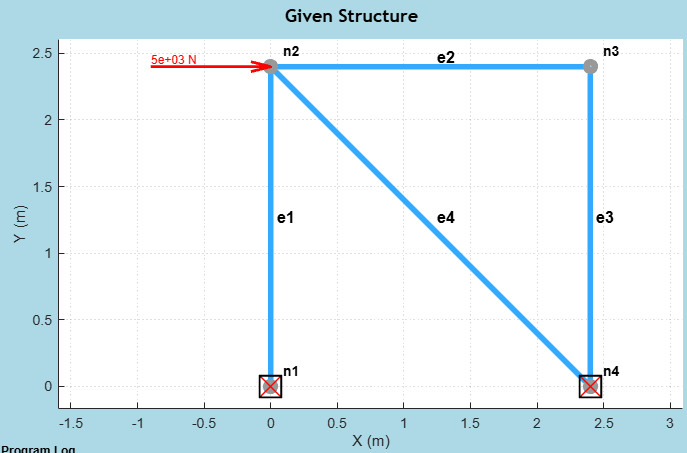 Given Structure
2.5
2
1.5
1
0.5
0
Y (m)
5e+03 N
n2
n3
e2
e1
e4
e3
n1
n4
-1.5 -1 -0.5 0 0.5 1 1.5 2 2.5 3
X (m)
Program Log